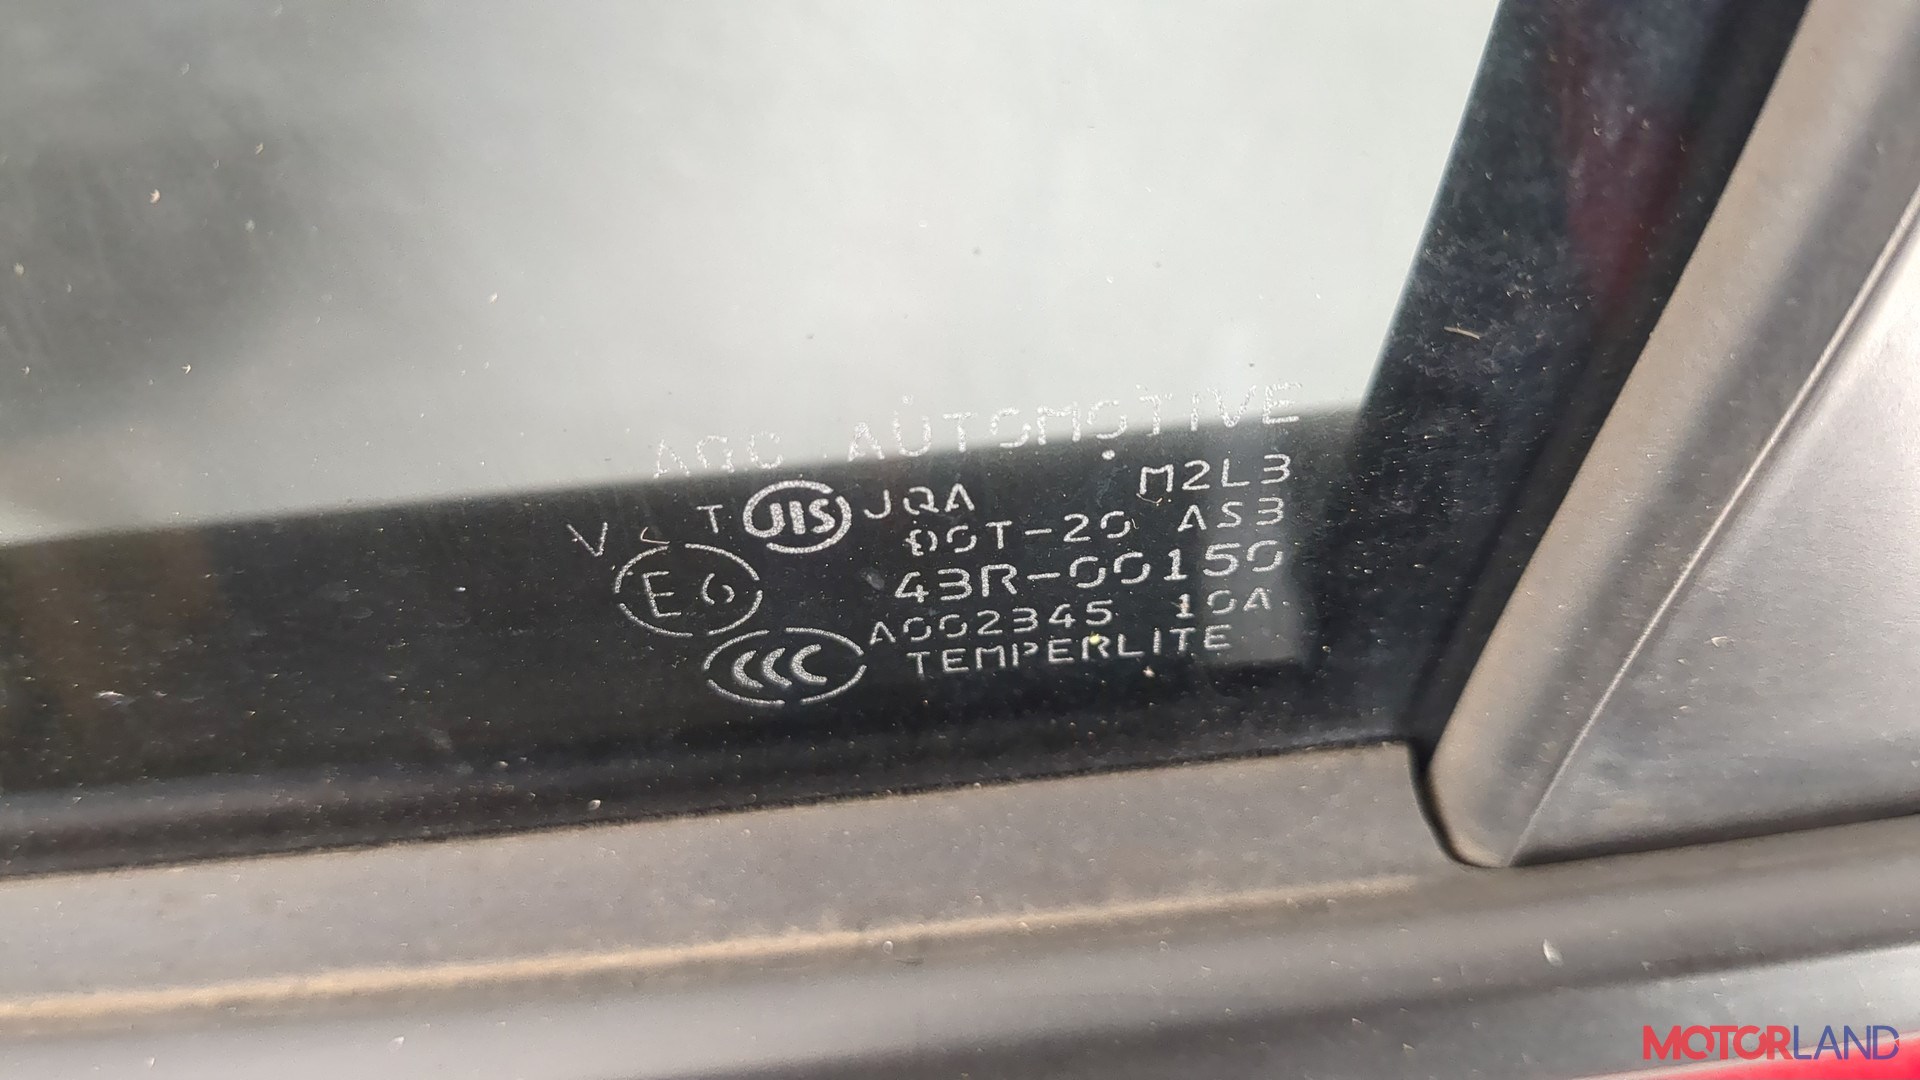 AGC AUTOMOTIVE
M2L3
V<T JIS JQA
DOT-20 AS3
E6 43R-00150
A002345 10A
CCC TEMPERLITE
MOTORLAND